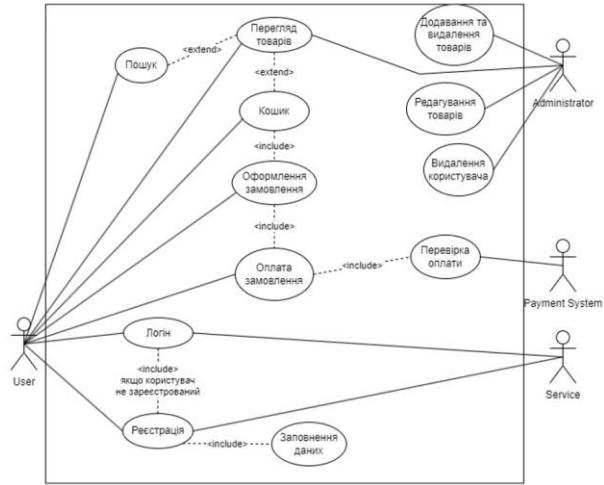 Перегляд
товарів
Додавання та
видалення
товарів
Пошук
<extend>
<extend>
Administrator
Кошик
Редагування
товарів
<include>
Видалення
користувача
Оформлення
замовлення
<include>
Перевірка
оплати
<include>
Оплата
замовлення
Payment System
Логін
User
<include>
якщо користувач
не зареєстрований
Service
Реєстрація
<include>
Заповнення
даних